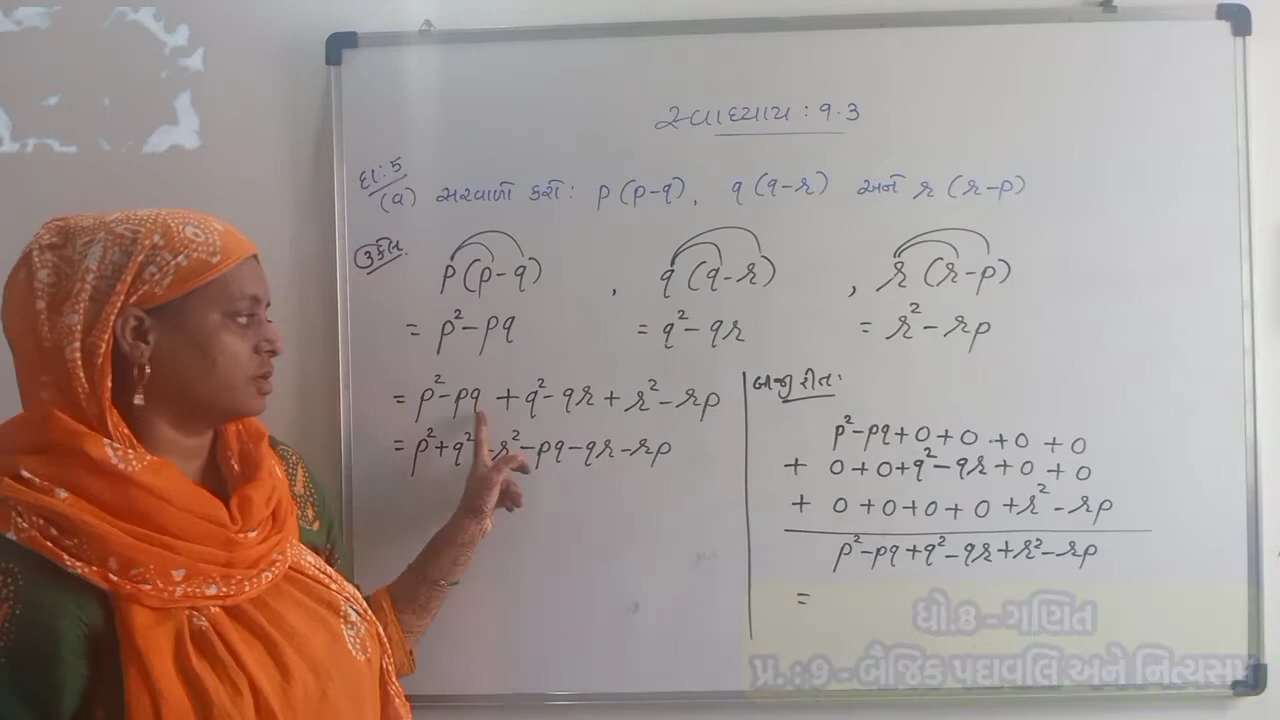 સ્વાધ્યાય : 9.3
દા:5
(a) સરવાળો કરો: p(p-q), q(q-r) અને r(r-p)
ઉકેલ.
p(p-q) , q(q-r) , r(r-p)
= p²-pq = q²-qr = r²-rp
= p²-pq+q²-qr+r²-rp
= p²+q² -r²-pq-qr-rp
બીજી રીત:
p²-pq+0+0+0+0
+ 0+0+q²-qr+0+0
+ 0+0+0+0+r²-rp
p²-pq+q²-qr+r²-rp
=
ધો.8 - ગણિત
પ્ર. : 9 - બૈજિક પદાવલિ અને નિત્યસમ